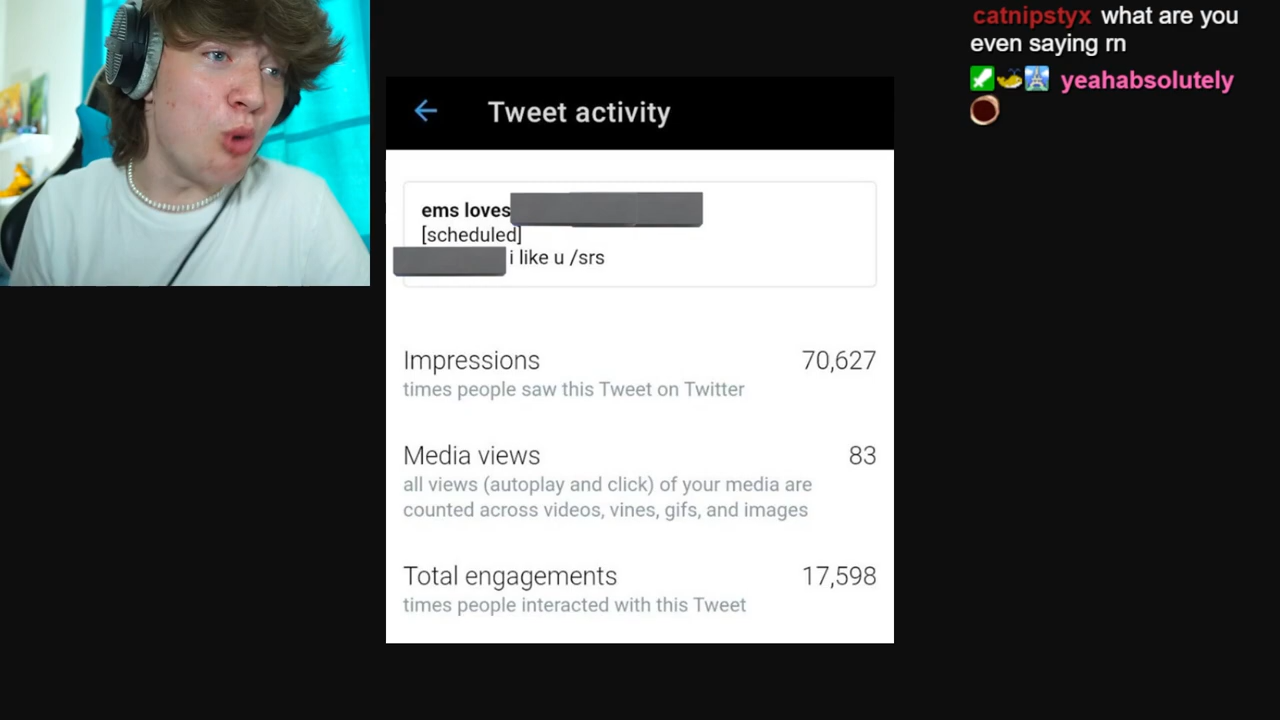 catnipstyx what are you
even saying rn
yeahabsolutely
Tweet activity
ems loves
[scheduled]
i like u /srs
Impressions 70,627
times people saw this Tweet on Twitter
Media views 83
all views (autoplay and click) of your media are
counted across videos, vines, gifs, and images
Total engagements 17,598
times people interacted with this Tweet